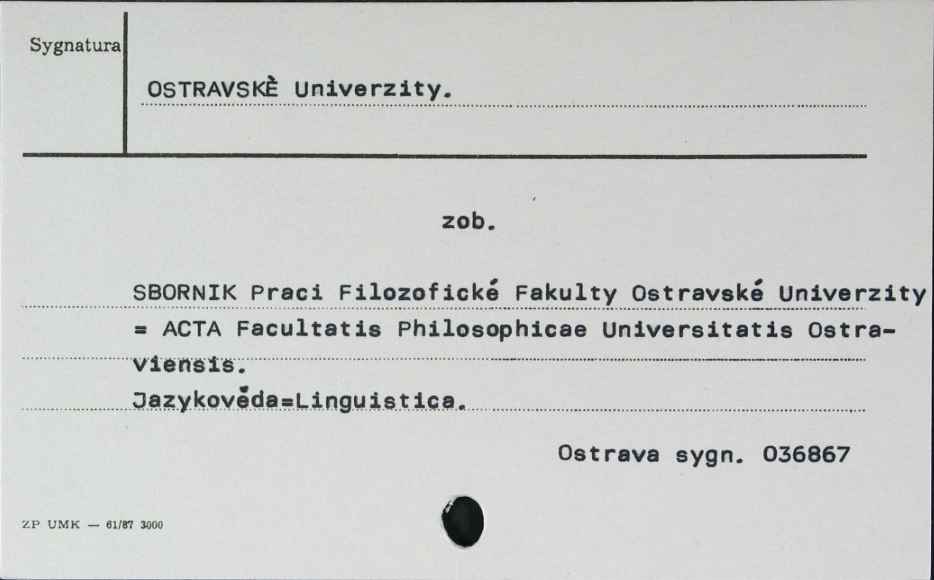 Sygnatura
OSTRAVSKÈ Univerzity.
zob.
SBORNIK Praci Filozofické Fakulty Ostravské Univerzity
= ACTA Facultatis Philosophicae Universitatis Ostra-
viensis.
Jazykověda=Linguistica.
Ostrava sygn. 036867
ZP UMK — 61/87 3000